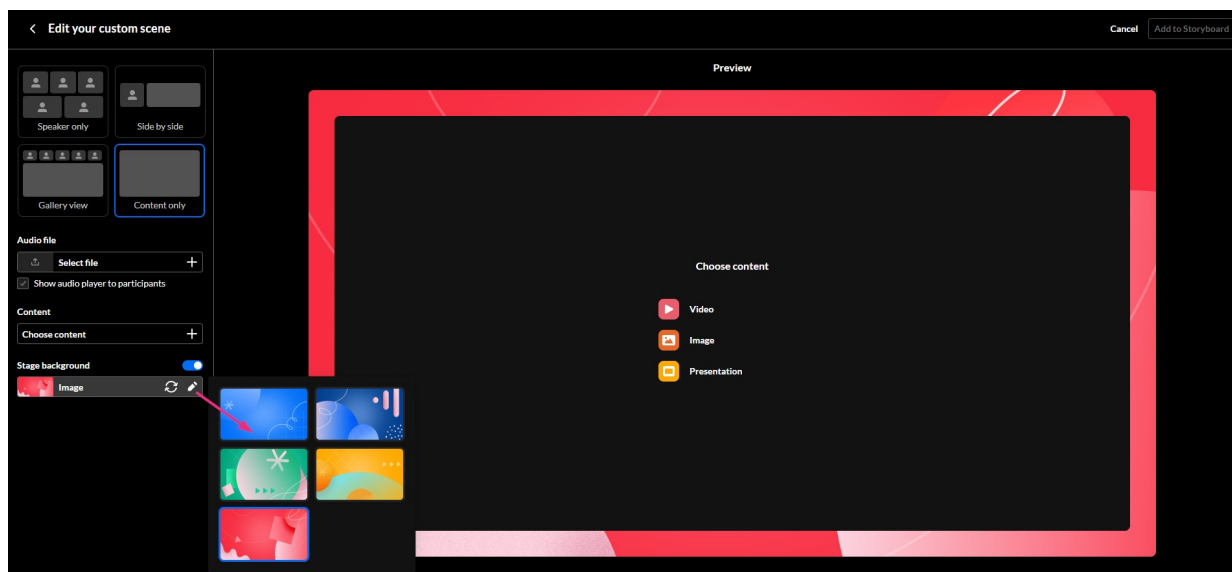 Edit your custom scene
Cancel
Add to Storyboard
Preview
Speaker only
Side by side
Gallery view
Content only
Audio file
Select file
Show audio player to participants
Content
Choose content
Stage background
Image
Choose content
Video
Image
Presentation